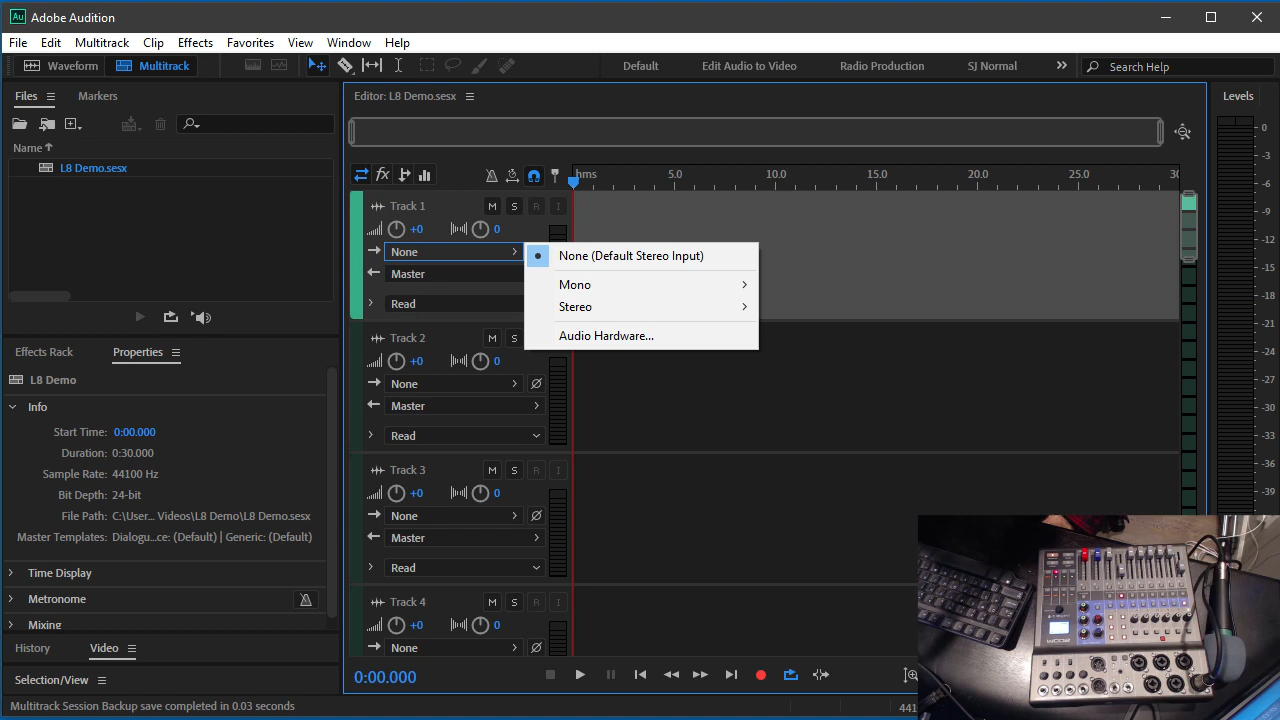 Au Adobe Audition
File Edit Multitrack Clip Effects Favorites View Window Help
Waveform Multitrack Default Edit Audio to Video Radio Production SJ Normal Search Help
Files Markers
Name
L8 Demo.sesx
Effects Rack Properties
L8 Demo
Info
Start Time: 0:00.000
Duration: 0:30.000
Sample Rate: 44100 Hz
Bit Depth: 24-bit
File Path: C:\User... Videos\L8 Demo\L8 Demo.sesx
Master Templates: Dialogu...ce: (Default) | Generic: (Default)
Time Display
Metronome
Mixing
History Video
Selection/View
Multitrack Session Backup save completed in 0.03 seconds
Editor: L8 Demo.sesx
fx
hms 5.0 10.0 15.0 20.0 25.0 30
Track 1 M S R I
+0 0
None
Master
Read
None (Default Stereo Input)
Mono
Stereo
Audio Hardware...
Track 2 M S
+0 0
None
Master
Read
Track 3 M S R I
+0 0
None
Master
Read
Track 4 M S R I
+0 0
None
0:00.000
441
Levels
0
-3
-6
-9
-12
-15
-18
-21
-24
-27
-30
-33
-36
-39
ZOOM